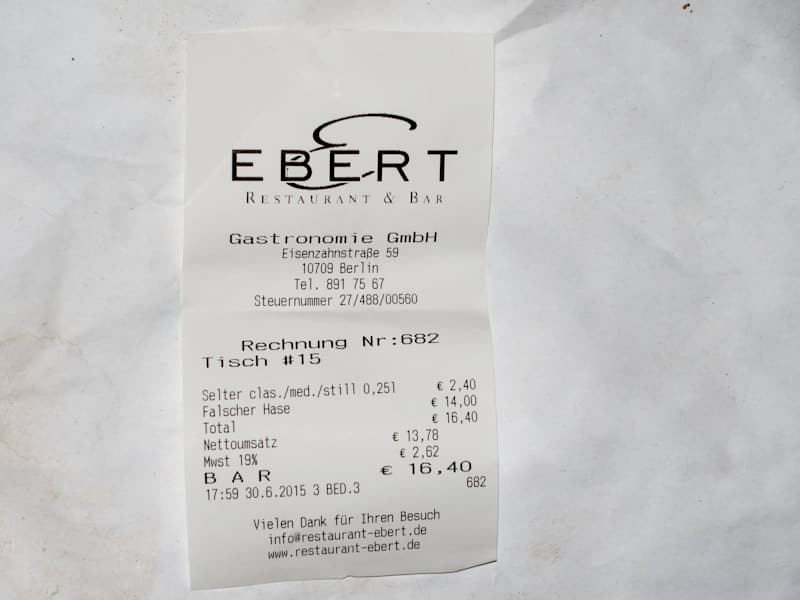 EBERT
RESTAURANT & BAR
Gastronomie GmbH
Eisenzahnstraße 59
10709 Berlin
Tel. 891 75 67
Steuernummer 27/488/00560
Rechnung Nr:682
Tisch #15
Selter clas./med./still 0,25l € 2,40
Falscher Hase € 14,00
Total € 16,40
Nettoumsatz € 13,78
Mwst 19% € 2,62
B A R € 16,40
17:59 30.6.2015 3 BED.3 682
Vielen Dank für Ihren Besuch
info@restaurant-ebert.de
www.restaurant-ebert.de